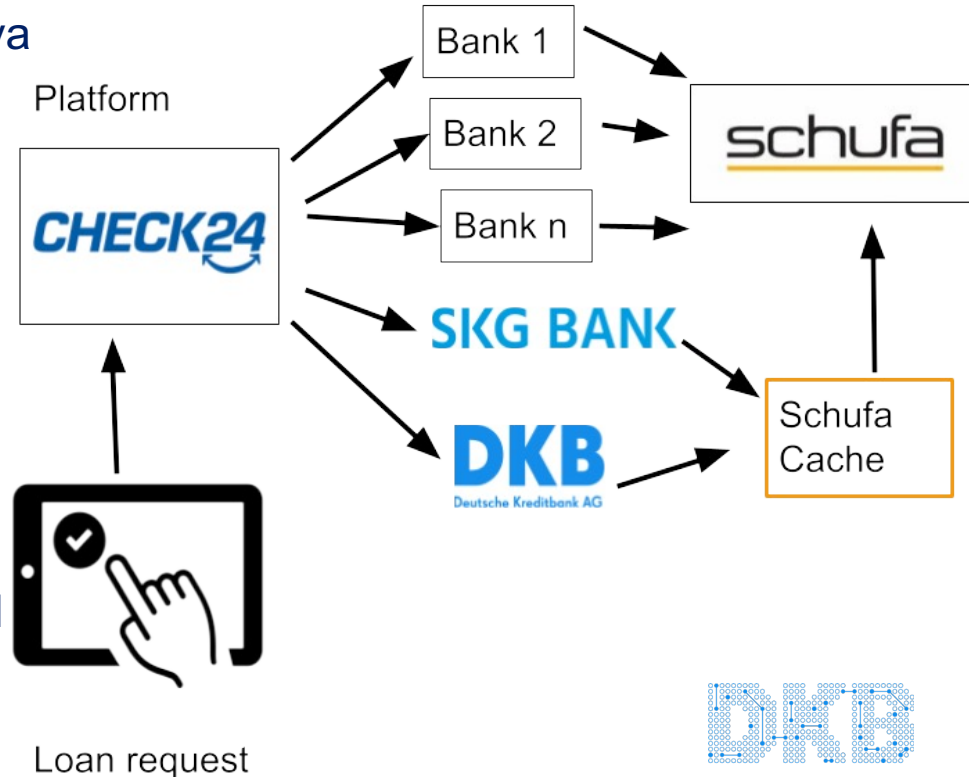 va
Platform
CHECK24
Bank 1
Bank 2
Bank n
schufa
SKG BANK
DKB
Deutsche Kreditbank AG
Schufa
Cache
Loan request
DKB